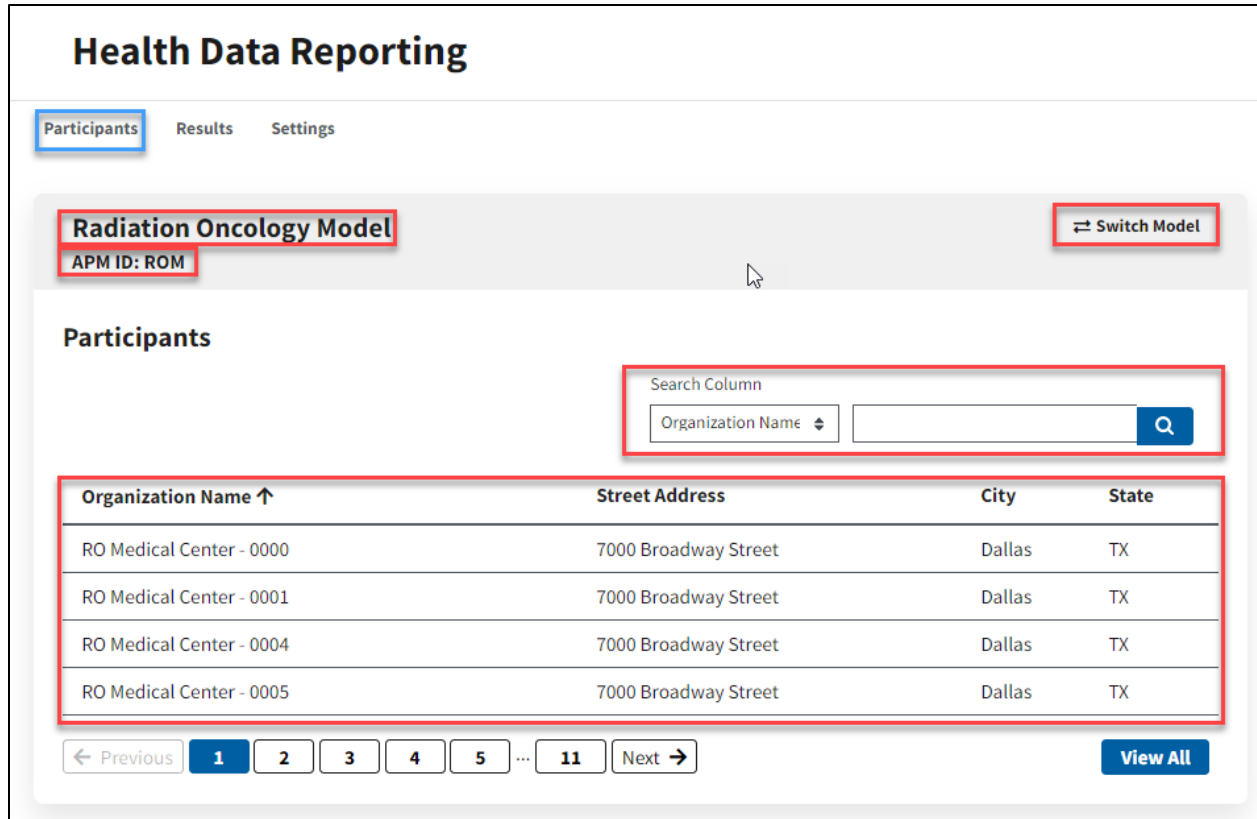 Health Data Reporting
Participants Results Settings
Radiation Oncology Model
Switch Model
APM ID: ROM
Participants
Search Column
Organization Name
Organization Name Street Address City State
RO Medical Center - 0000 7000 Broadway Street Dallas TX
RO Medical Center - 0001 7000 Broadway Street Dallas TX
RO Medical Center - 0004 7000 Broadway Street Dallas TX
RO Medical Center - 0005 7000 Broadway Street Dallas TX
← Previous 1 2 3 4 5 ... 11 Next → View All